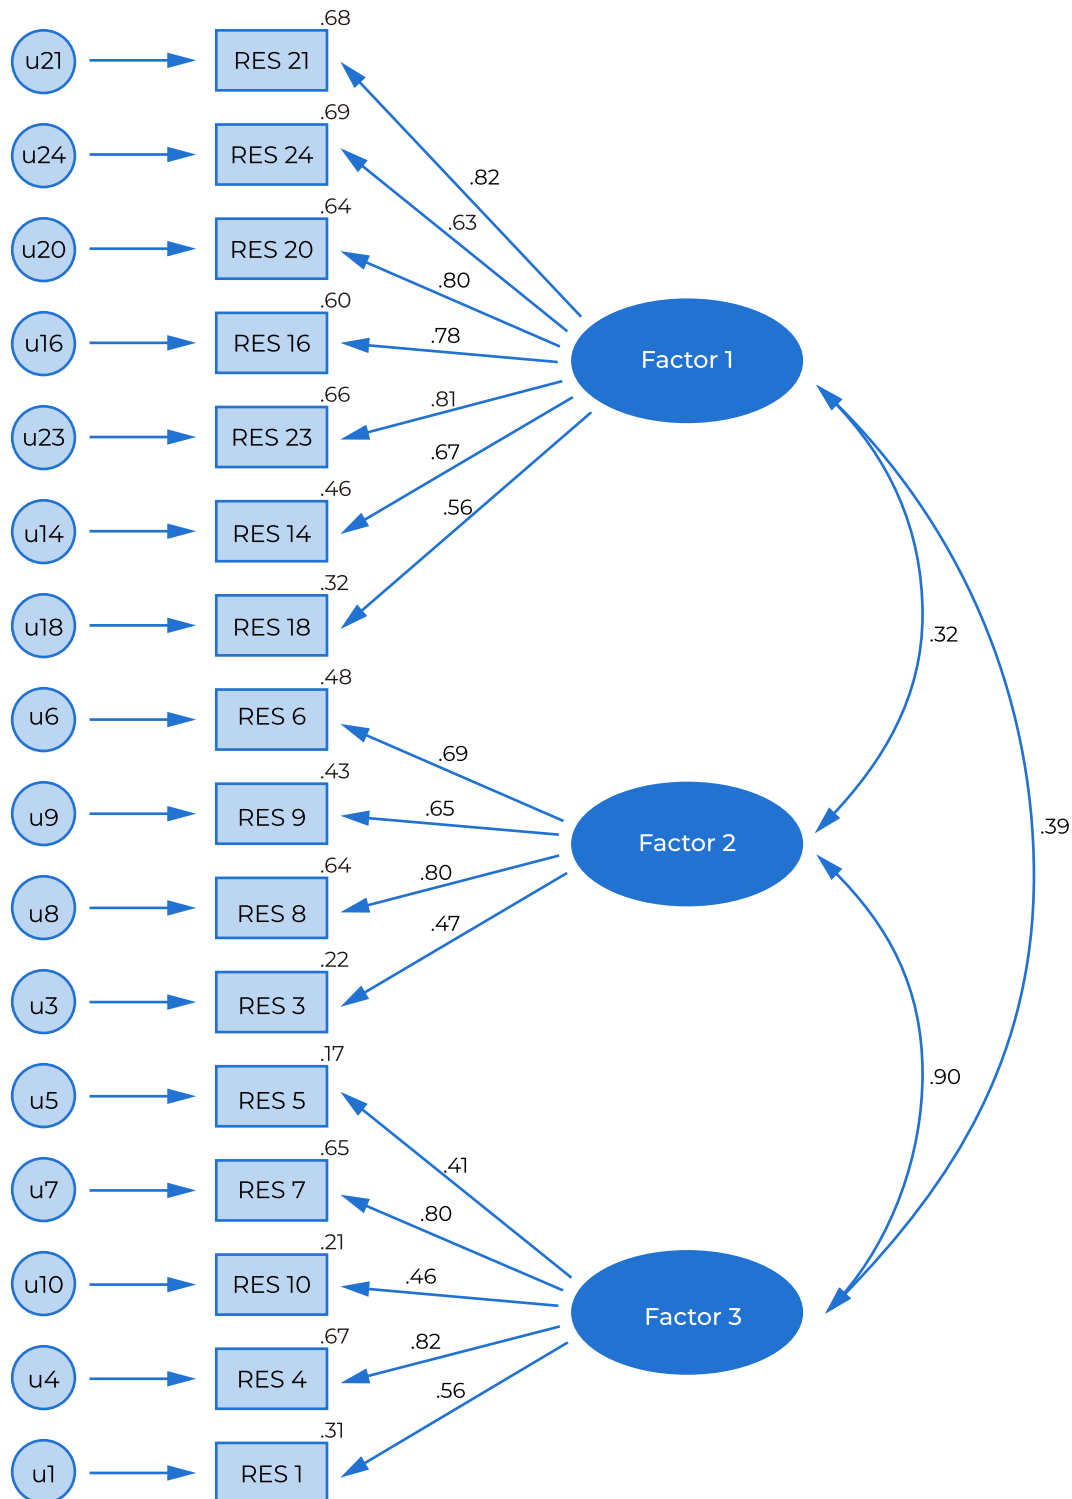 .68
u21 RES 21
.69
u24 RES 24
.82
.64
.63
u20 RES 20
.80
.60
u16 RES 16
.78
Factor 1
.66
.81
u23 RES 23
.67
.46
.56
u14 RES 14
.32
u18 RES 18
.32
.48
u6 RES 6
.69
.43
.65
u9 RES 9
.39
Factor 2
.64
.80
u8 RES 8
.47
.22
u3 RES 3
.17
.90
u5 RES 5
.65
.41
u7 RES 7
.80
.21
.46
u10 RES 10
Factor 3
.67
.82
u4 RES 4
.56
.31
u1 RES 1